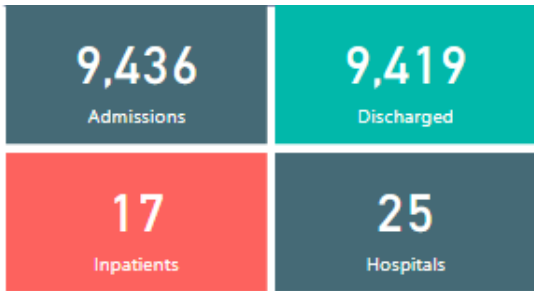 9,436
Admissions
9,419
Discharged
17
Inpatients
25
Hospitals